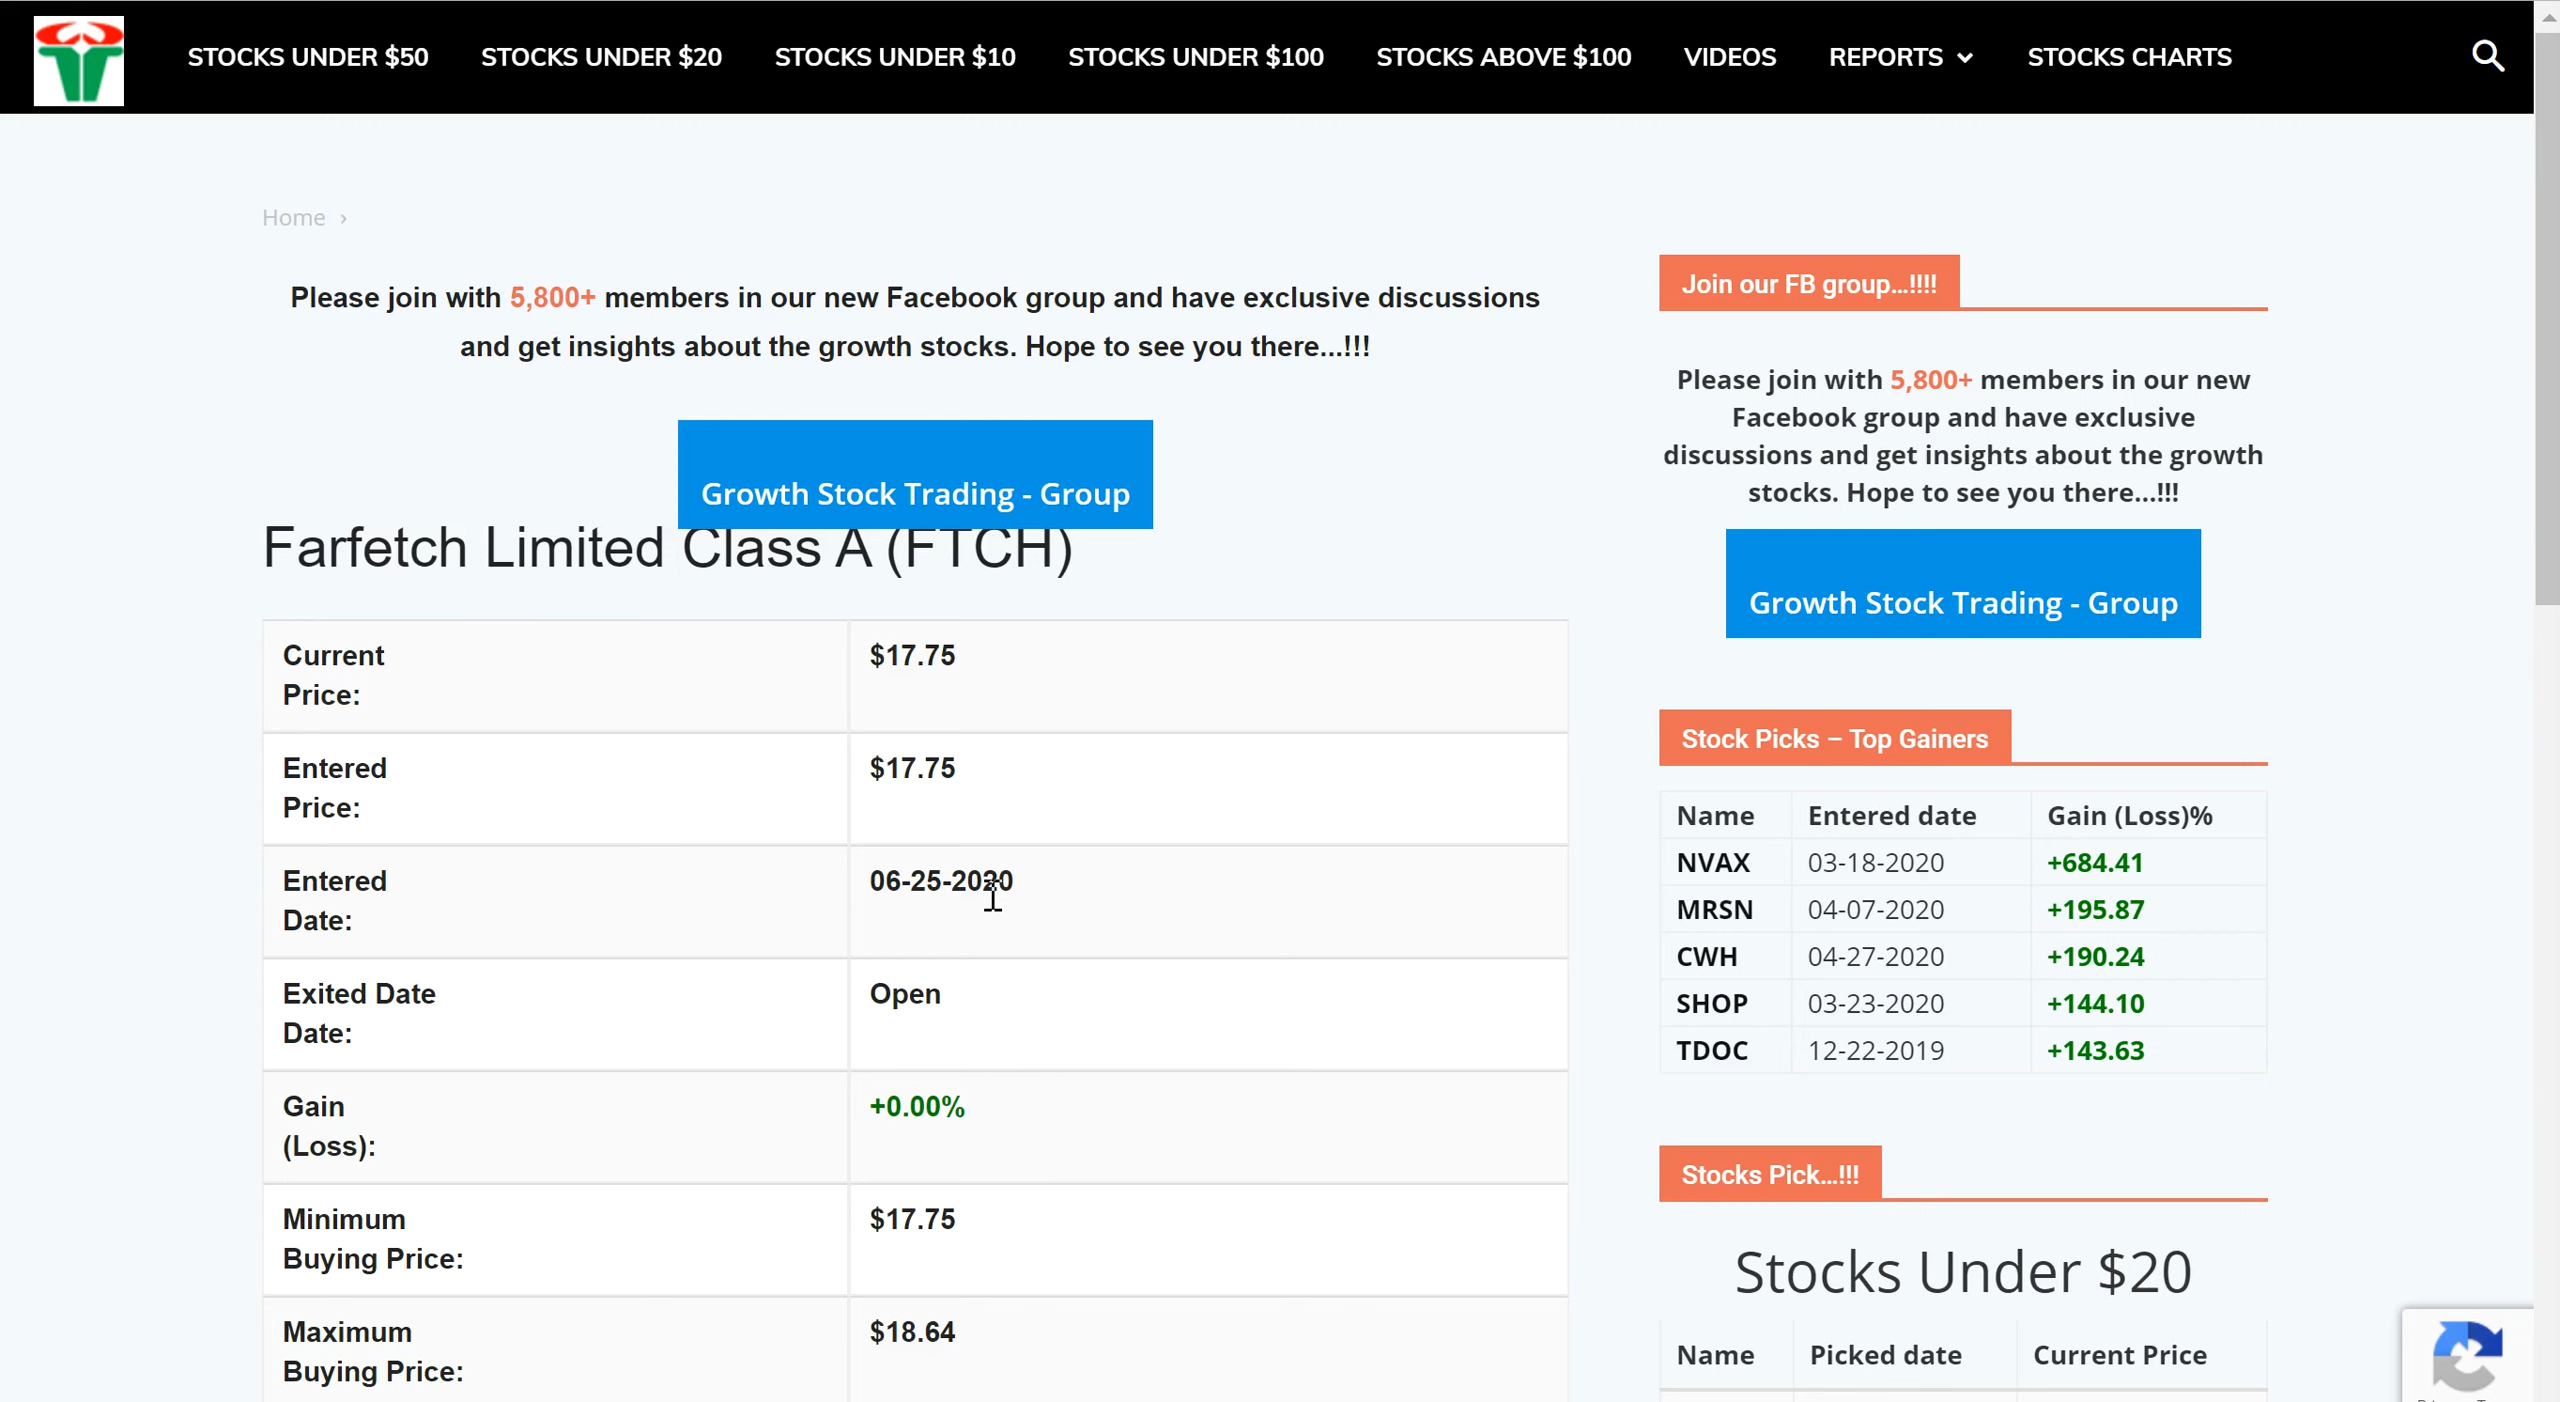 STOCKS UNDER $50 STOCKS UNDER $20 STOCKS UNDER $10 STOCKS UNDER $100 STOCKS ABOVE $100 VIDEOS REPORTS STOCKS CHARTS
Home ›
Please join with 5,800+ members in our new Facebook group and have exclusive discussions
and get insights about the growth stocks. Hope to see you there...!!!
Growth Stock Trading - Group
Farfetch Limited Class A (FTCH)
Current
Price:
$17.75
Entered
Price:
$17.75
Entered
Date:
06-25-2020
Exited Date
Date:
Open
Gain
(Loss):
+0.00%
Minimum
Buying Price:
$17.75
Maximum
Buying Price:
$18.64
Join our FB group...!!!!
Please join with 5,800+ members in our new
Facebook group and have exclusive
discussions and get insights about the growth
stocks. Hope to see you there...!!!
Growth Stock Trading - Group
Stock Picks – Top Gainers
Name Entered date Gain (Loss)%
NVAX 03-18-2020 +684.41
MRSN 04-07-2020 +195.87
CWH 04-27-2020 +190.24
SHOP 03-23-2020 +144.10
TDOC 12-22-2019 +143.63
Stocks Pick...!!!
Stocks Under $20
Name Picked date Current Price